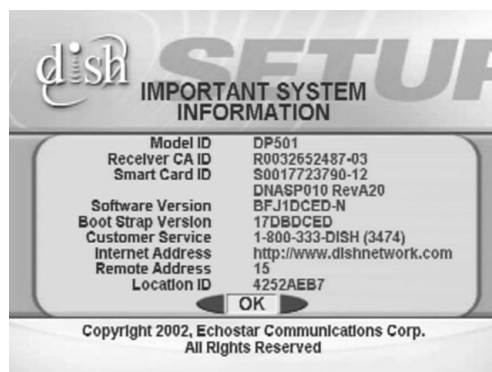 dish
SETUP
IMPORTANT SYSTEM
INFORMATION
Model ID DP501
Receiver CA ID R0032652487-03
Smart Card ID S0017723790-12
DNASP010 RevA20
Software Version BFJ1DCED-N
Boot Strap Version 17DBDCED
Customer Service 1-800-333-DISH (3474)
Internet Address http://www.dishnetwork.com
Remote Address 15
Location ID 4252AEB7
OK
Copyright 2002, Echostar Communications Corp.
All Rights Reserved